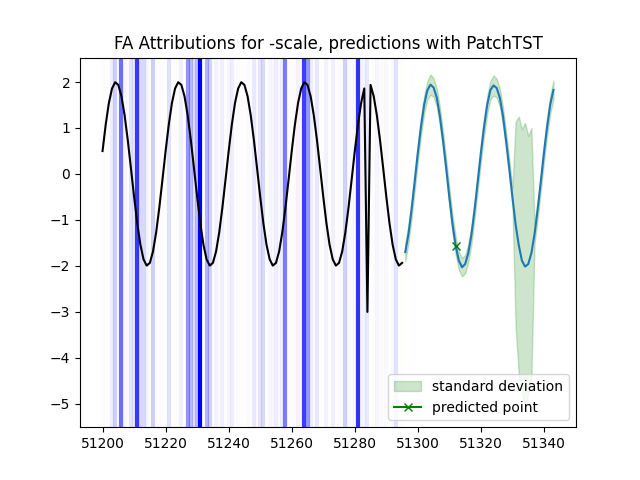 FA Attributions for -scale, predictions with PatchTST
2
1
0
−1
−2
−3
−4
−5
standard deviation
predicted point
51200 51220 51240 51260 51280 51300 51320 51340